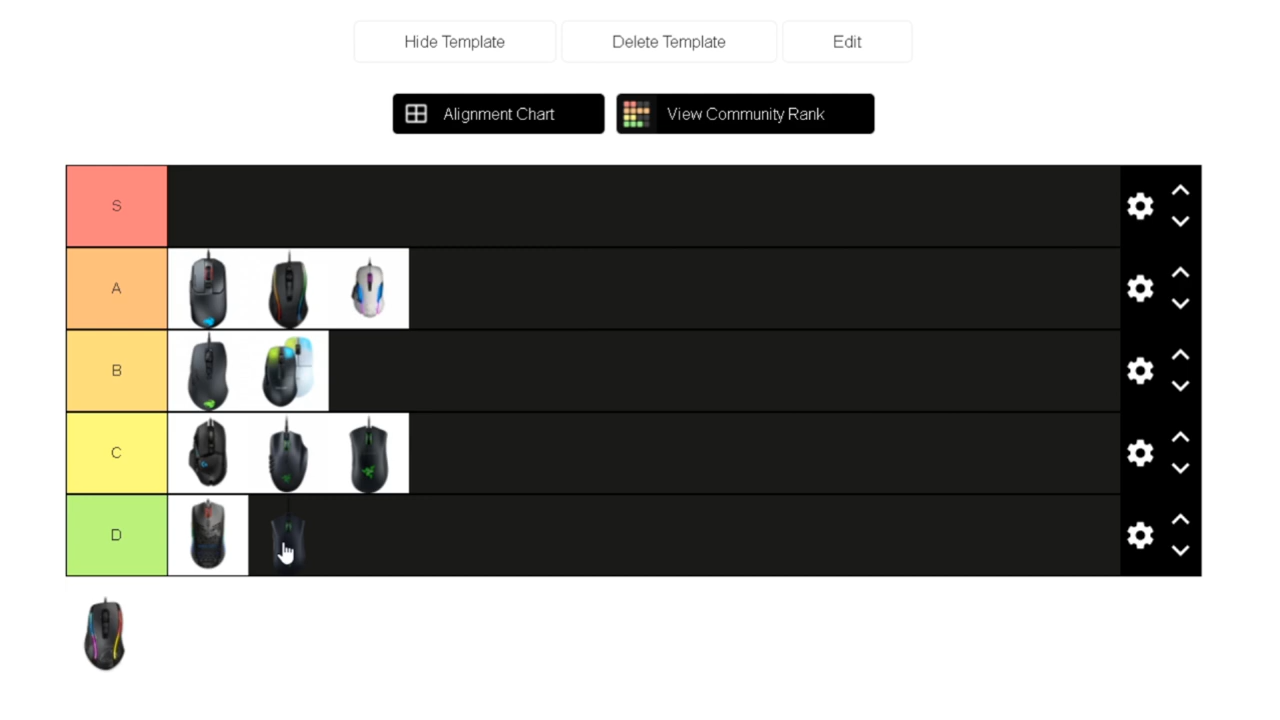 Hide Template
Delete Template
Edit
Alignment Chart
View Community Rank
S
A
B
C
D